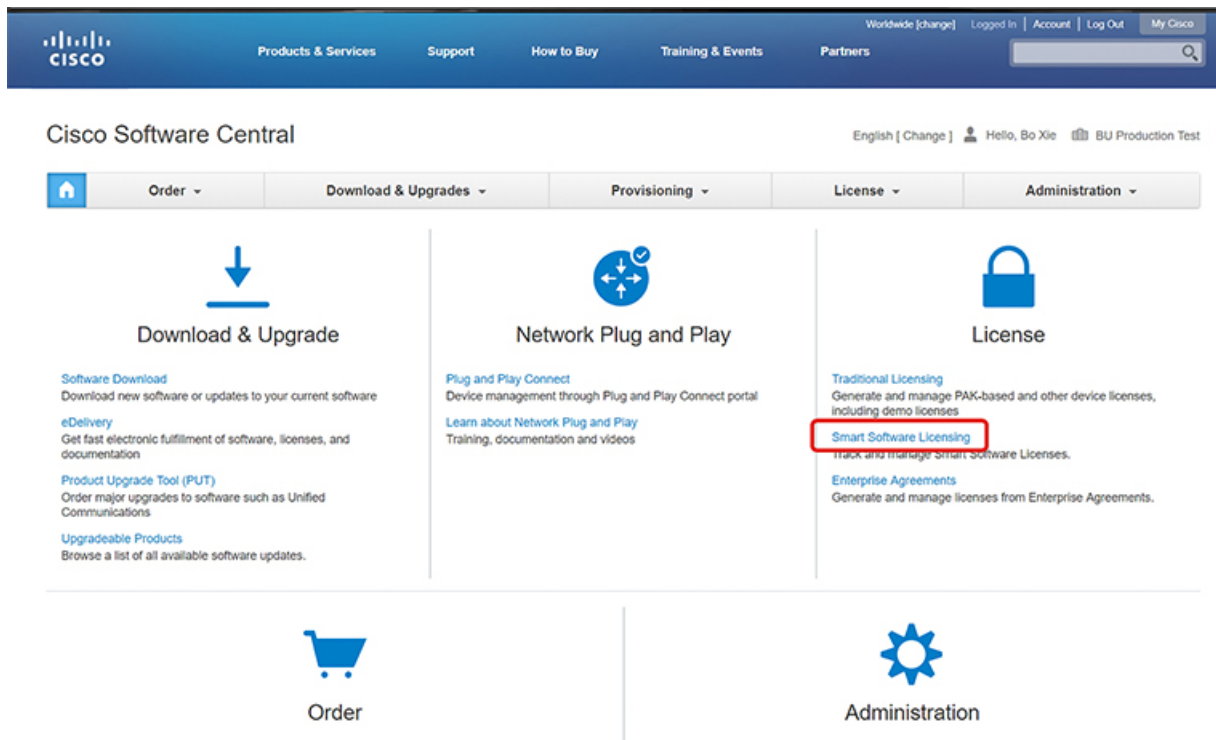 Worldwide [change] Logged In | Account | Log Out My Cisco
CISCO Products & Services Support How to Buy Training & Events Partners
Cisco Software Central
English [ Change ] Hello, Bo Xie BU Production Test
Order Download & Upgrades Provisioning License Administration
Download & Upgrade
Software Download
Download new software or updates to your current software
eDelivery
Get fast electronic fulfillment of software, licenses, and
documentation
Product Upgrade Tool (PUT)
Order major upgrades to software such as Unified
Communications
Upgradeable Products
Browse a list of all available software updates.
Network Plug and Play
Plug and Play Connect
Device management through Plug and Play Connect portal
Learn about Network Plug and Play
Training, documentation and videos
License
Traditional Licensing
Generate and manage PAK-based and other device licenses,
including demo licenses
Smart Software Licensing
Track and manage Smart Software Licenses.
Enterprise Agreements
Generate and manage licenses from Enterprise Agreements.
Order
Administration